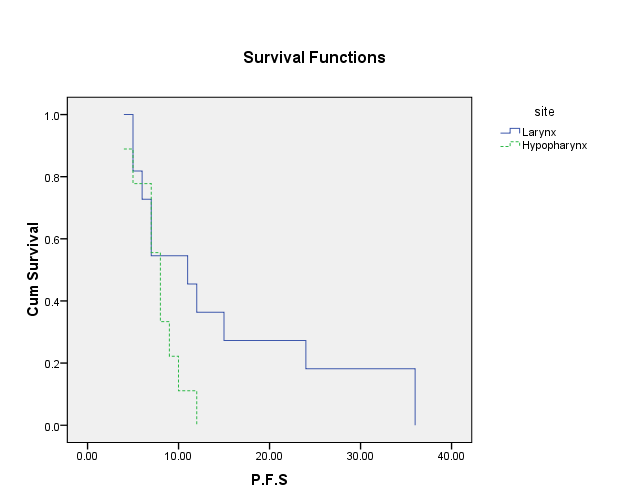 Survival Functions
site
Larynx
Hypopharynx
Cum Survival
1.0
0.8
0.6
0.4
0.2
0.0
0.00 10.00 20.00 30.00 40.00
P.F.S